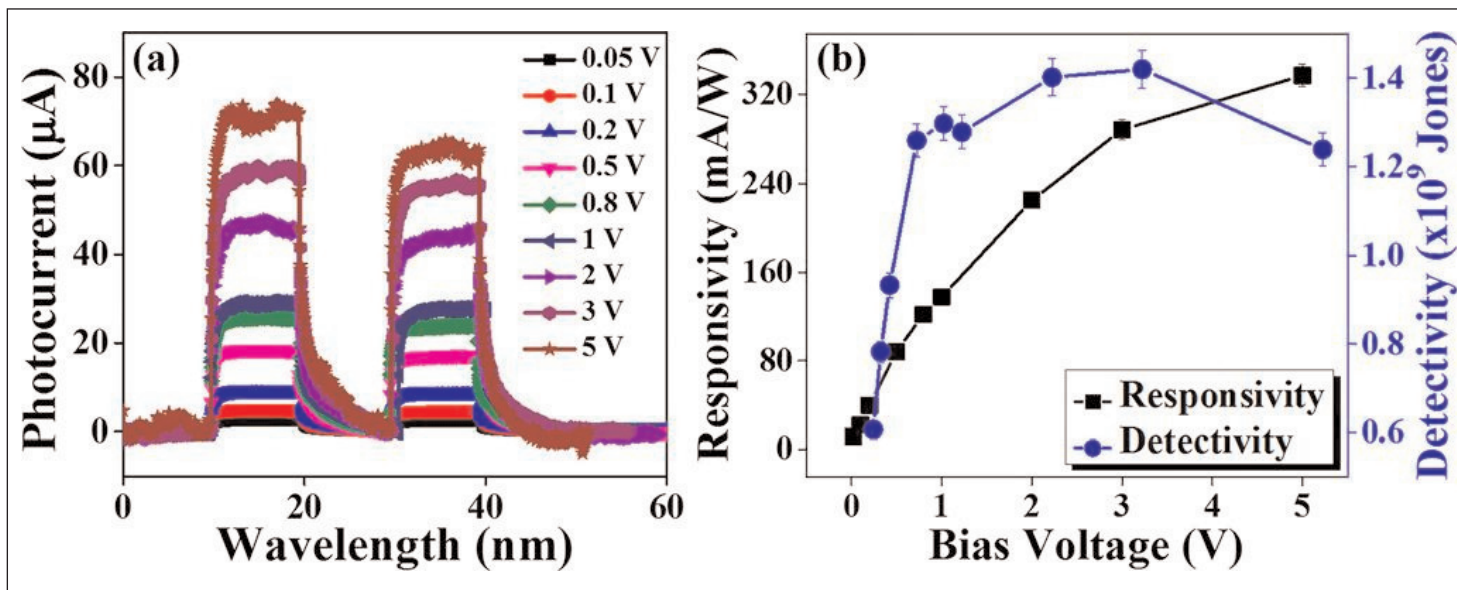 (a)
Photocurrent (μA)
80
60
40
20
0
0.05 V
0.1 V
0.2 V
0.5 V
0.8 V
1 V
2 V
3 V
5 V
0 20 40 60
Wavelength (nm)
(b)
Responsivity (mA/W)
320
240
160
80
0
1.4
1.2
1.0
0.8
0.6
Detectivity (x10⁹ Jones)
Responsivity
Detectivity
0 1 2 3 4 5
Bias Voltage (V)